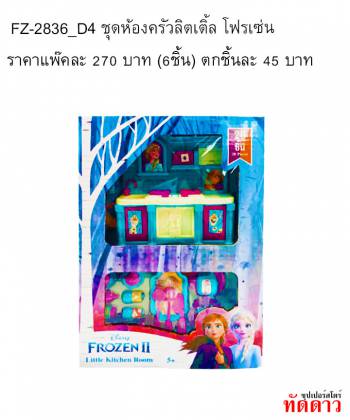 FZ-2836_D4 ชุดห้องครัวลิตเติ้ล โฟรเซ่น
ราคาแพ๊คละ 270 บาท (6ชิ้น) ตกชิ้นละ 45 บาท
ชิ้น
Disney
FROZEN II
Little Kitchen Room
3+
ซุปเปอร์สโตร์
ทัดดาว